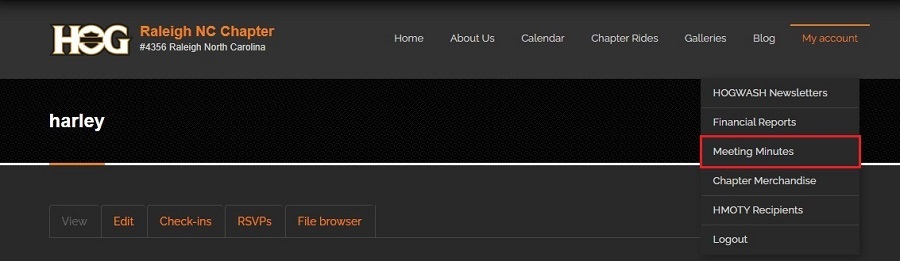 HOG
Raleigh NC Chapter
#4356 Raleigh North Carolina
Home About Us Calendar Chapter Rides Galleries Blog My account
HOGWASH Newsletters
Financial Reports
Meeting Minutes
Chapter Merchandise
HMOTY Recipients
Logout
harley
View Edit Check-ins RSVPs File browser